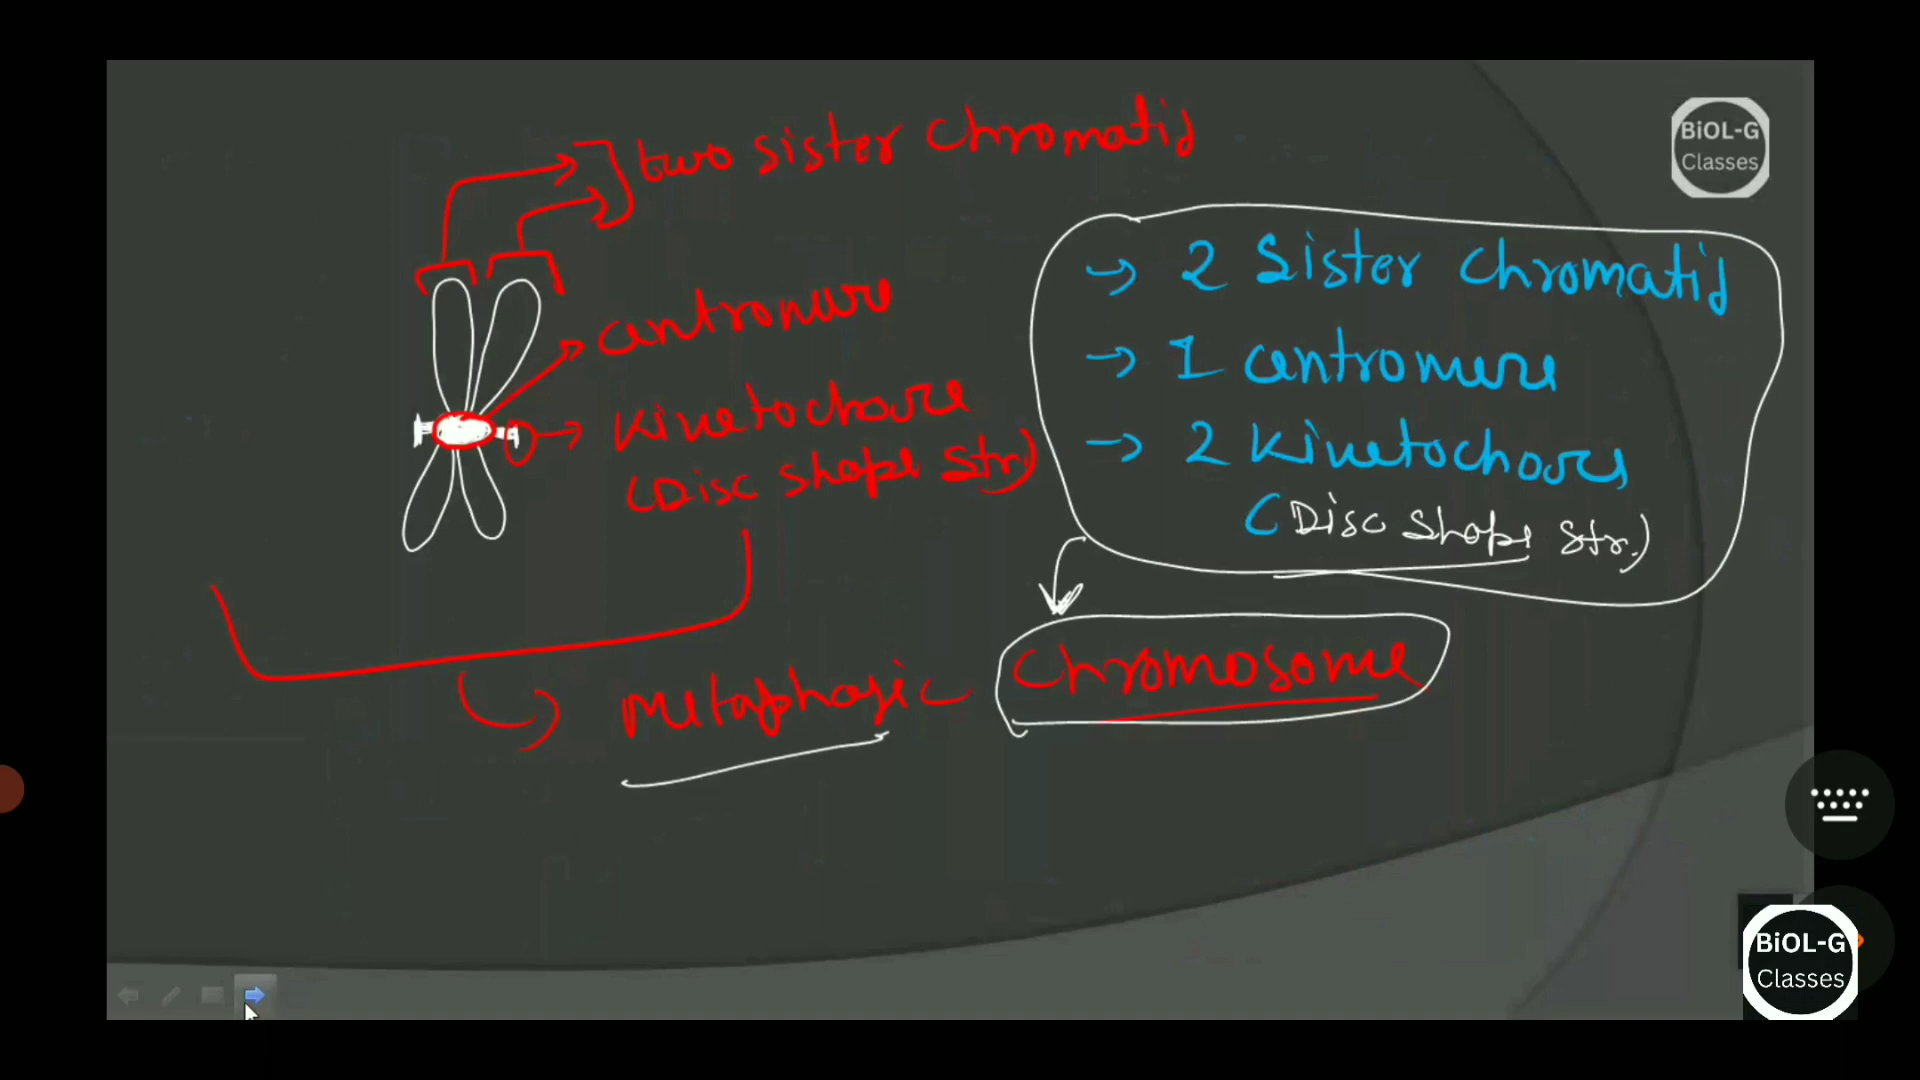 two sister chromatid
centromere
Kinetochore
(Disc shape str.)
→ 2 Sister Chromatid
→ 1 centromere
→ 2 Kinetochores
(Disc shape str.)
Metaphasic Chromosome
BiOL-G
Classes
BiOL-G
Classes